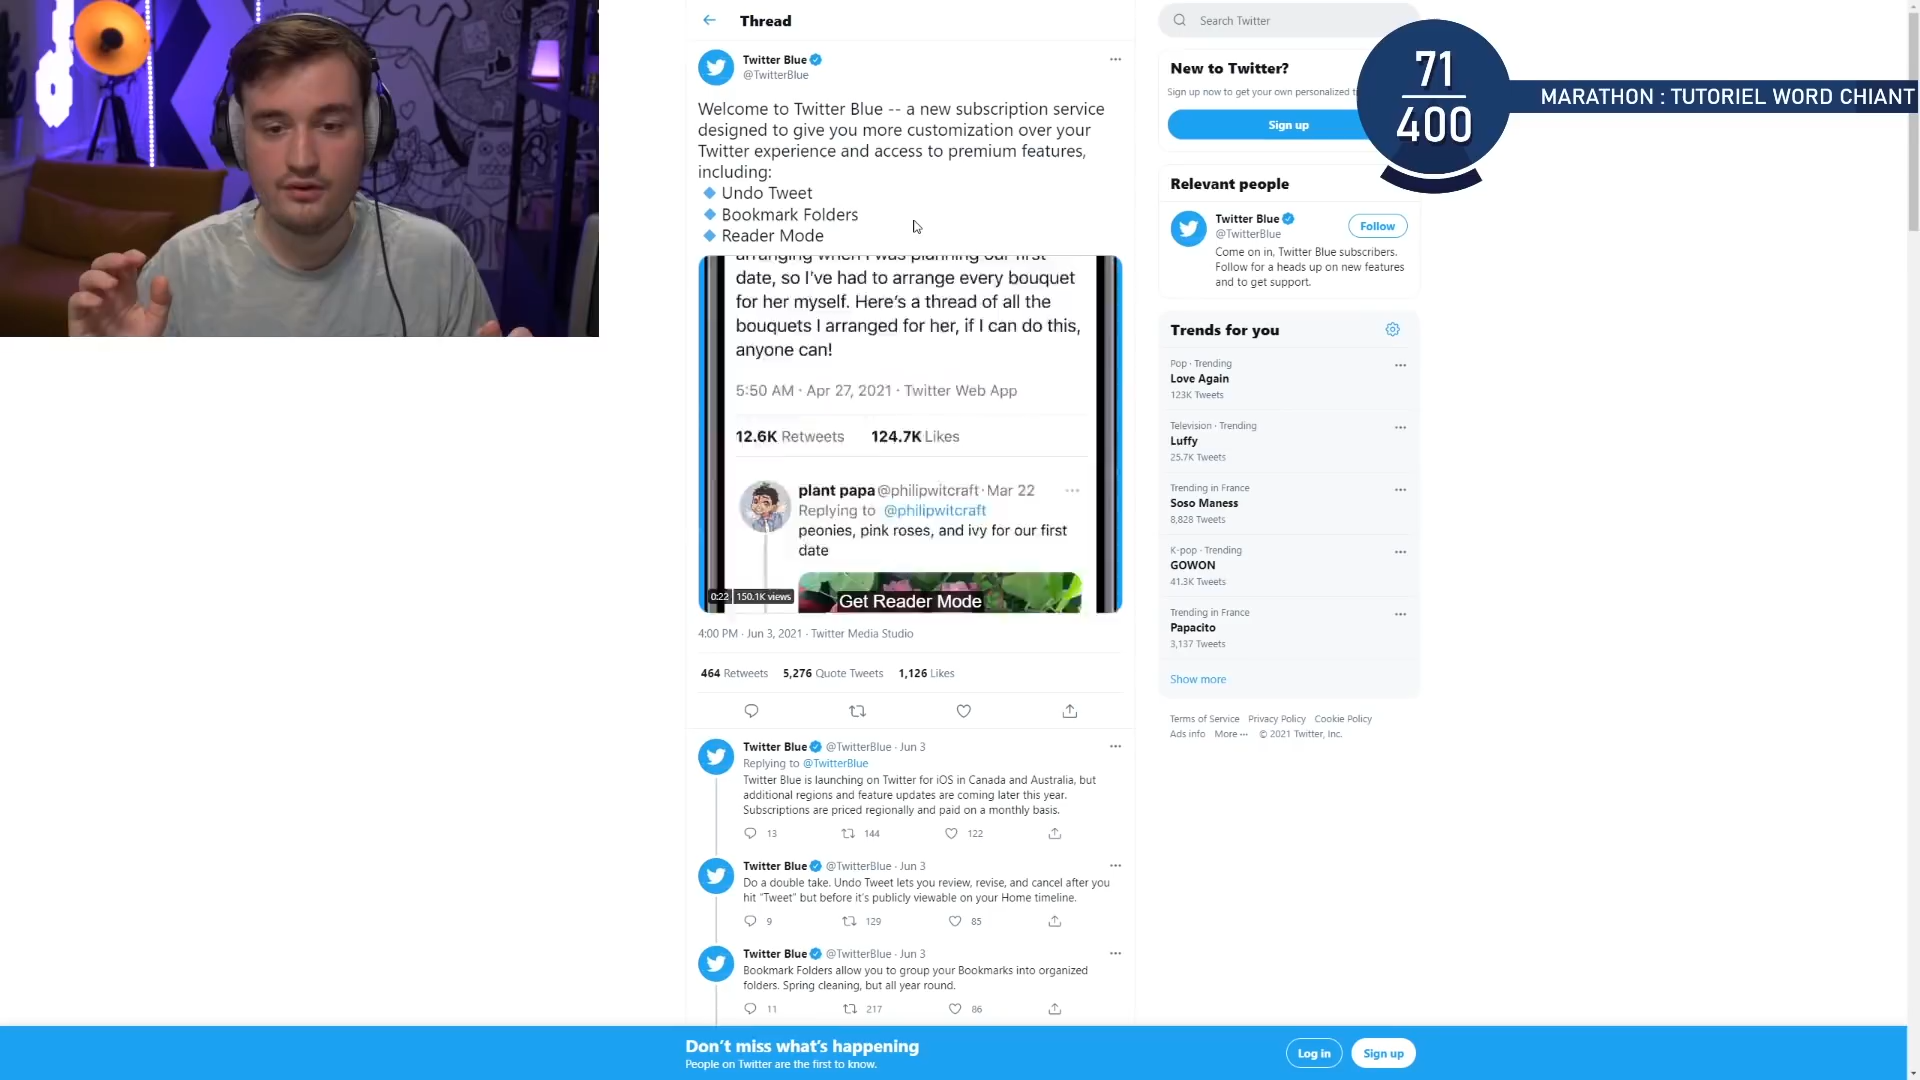 Thread
Twitter Blue
@TwitterBlue
Welcome to Twitter Blue -- a new subscription service
designed to give you more customization over your
Twitter experience and access to premium features,
including:
Undo Tweet
Bookmark Folders
Reader Mode
arranging when I was planning our first
date, so I've had to arrange every bouquet
for her myself. Here's a thread of all the
bouquets I arranged for her, if I can do this,
anyone can!
5:50 AM · Apr 27, 2021 · Twitter Web App
12.6K Retweets 124.7K Likes
plant papa @philipwitcraft · Mar 22
Replying to @philipwitcraft
peonies, pink roses, and ivy for our first
date
0:22 150.1K views
Get Reader Mode
4:00 PM · Jun 3, 2021 · Twitter Media Studio
464 Retweets 5,276 Quote Tweets 1,126 Likes
Twitter Blue @TwitterBlue · Jun 3
Replying to @TwitterBlue
Twitter Blue is launching on Twitter for iOS in Canada and Australia, but
additional regions and feature updates are coming later this year.
Subscriptions are priced regionally and paid on a monthly basis.
13 144 122
Twitter Blue @TwitterBlue · Jun 3
Do a double take. Undo Tweet lets you review, revise, and cancel after you
hit "Tweet" but before it's publicly viewable on your Home timeline.
9 129 85
Twitter Blue @TwitterBlue · Jun 3
Bookmark Folders allow you to group your Bookmarks into organized
folders. Spring cleaning, but all year round.
11 217 86
Search Twitter
New to Twitter?
Sign up now to get your own personalized
Sign up
71
400
MARATHON : TUTORIEL WORD CHIANT
Relevant people
Twitter Blue
@TwitterBlue
Follow
Come on in, Twitter Blue subscribers.
Follow for a heads up on new features
and to get support.
Trends for you
Pop · Trending
Love Again
123K Tweets
Television · Trending
Luffy
25.7K Tweets
Trending in France
Soso Maness
8,828 Tweets
K-pop · Trending
GOWON
41.3K Tweets
Trending in France
Papacito
3,137 Tweets
Show more
Terms of Service Privacy Policy Cookie Policy
Ads info More ··· © 2021 Twitter, Inc.
Don't miss what's happening
People on Twitter are the first to know.
Log in
Sign up